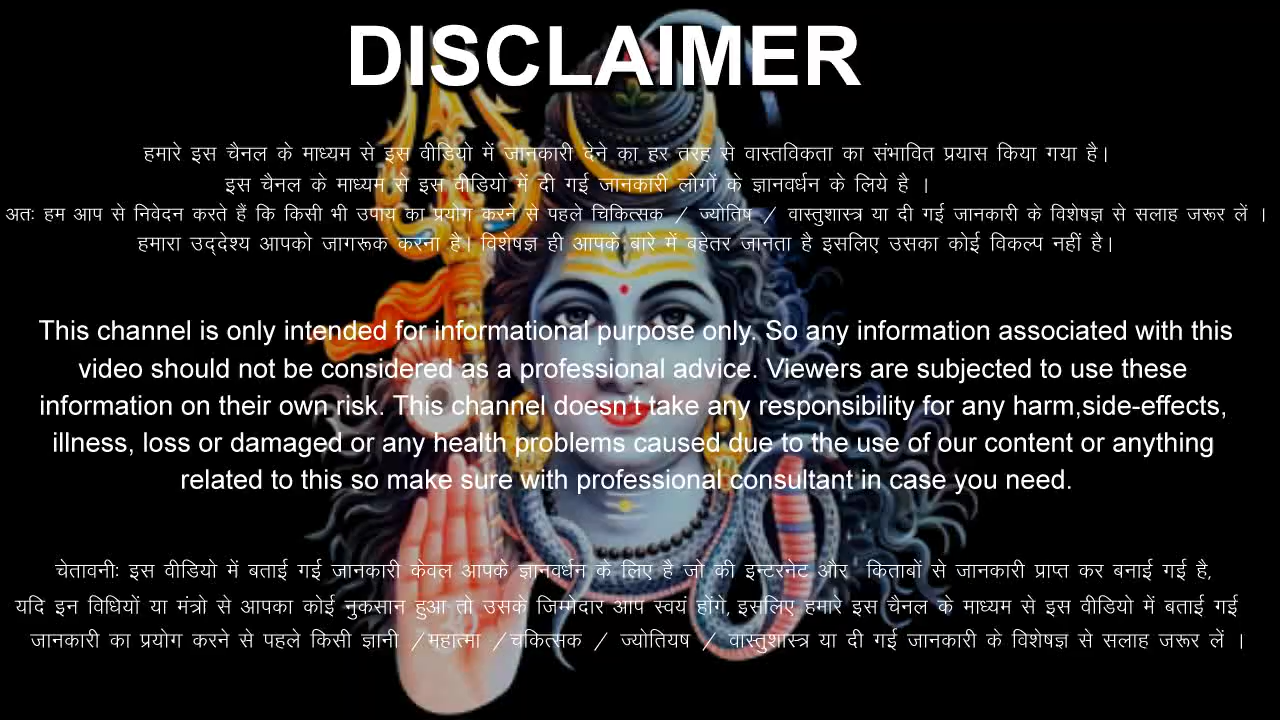 DISCLAIMER
हमारे इस चैनल के माध्यम से इस वीडियो में जानकारी देने का हर तरह से वास्तविकता का संभावित प्रयास किया गया है।
इस चैनल के माध्यम से इस वीडियो में दी गई जानकारी लोगों के ज्ञानवर्धन के लिये है ।
अतः हम आप से निवेदन करते हैं कि किसी भी उपाय का प्रयोग करने से पहले चिकित्सक / ज्योतिष / वास्तुशास्त्र या दी गई जानकारी के विशेषज्ञ से सलाह जरूर लें ।
हमारा उद्देश्य आपको जागरूक करना है। विशेषज्ञ ही आपके बारे में बहेतर जानता है इसलिए उसका कोई विकल्प नहीं है।
This channel is only intended for informational purpose only. So any information associated with this
video should not be considered as a professional advice. Viewers are subjected to use these
information on their own risk. This channel doesn't take any responsibility for any harm,side-effects,
illness, loss or damaged or any health problems caused due to the use of our content or anything
related to this so make sure with professional consultant in case you need.
चेतावनीः इस वीडियो में बताई गई जानकारी केवल आपके ज्ञानवर्धन के लिए है जो की इन्टरनेट और किताबों से जानकारी प्राप्त कर बनाई गई है,
यदि इन विधियों या मंत्रो से आपका कोई नुकसान हुआ तो उसके जिम्मेदार आप स्वयं होंगे, इसलिए हमारे इस चैनल के माध्यम से इस वीडियो में बताई गई
जानकारी का प्रयोग करने से पहले किसी ज्ञानी /महात्मा /चकित्सक / ज्योतियष / वास्तुशास्त्र या दी गई जानकारी के विशेषज्ञ से सलाह जरूर लें ।